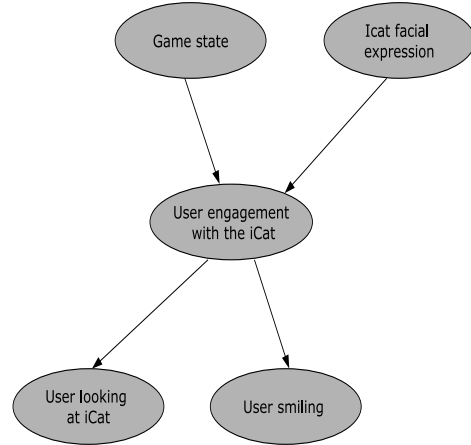 Game state
Icat facial
expression
User engagement
with the iCat
User looking
at iCat
User smiling